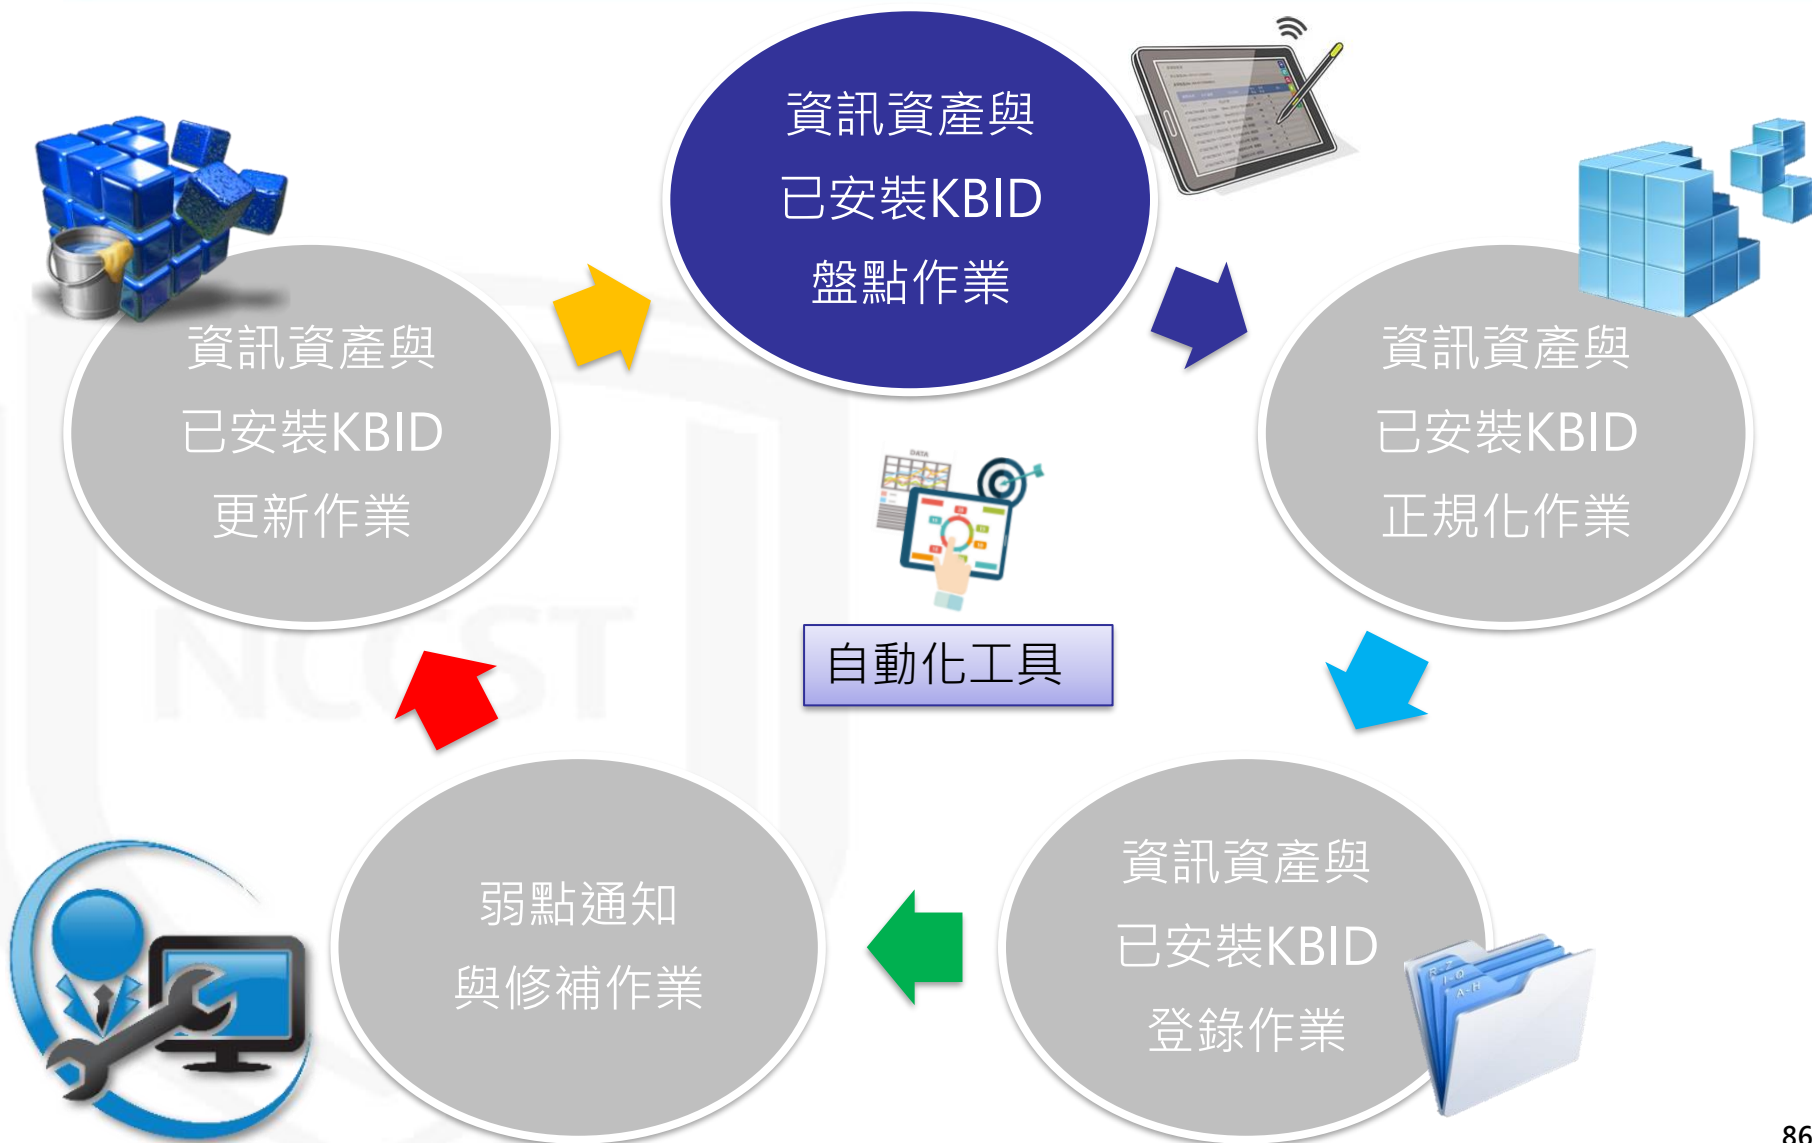 資訊資產與
已安裝KBID
盤點作業
資訊資產與
已安裝KBID
正規化作業
資訊資產與
已安裝KBID
登錄作業
弱點通知
與修補作業
資訊資產與
已安裝KBID
更新作業
DATA
自動化工具
NCCST
R-Z
I-Q
A-H
86